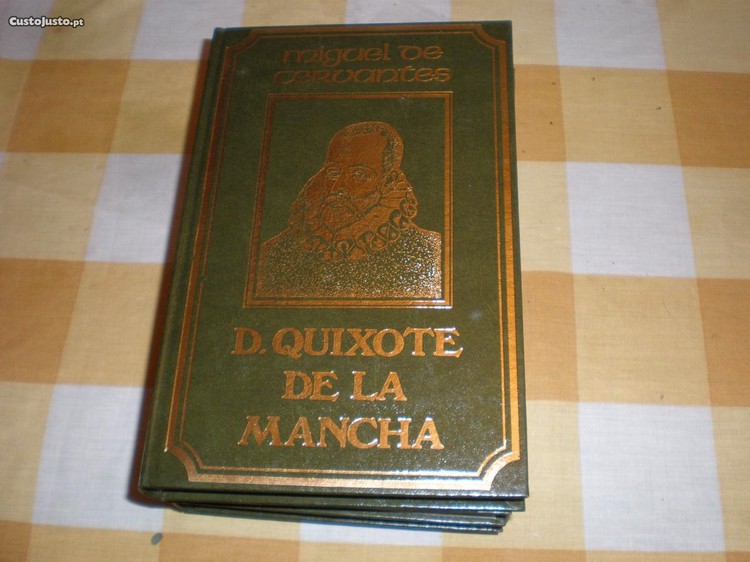 CustoJusto.pt
miguel de
cervantes
D. QUIXOTE
DE LA
MANCHA